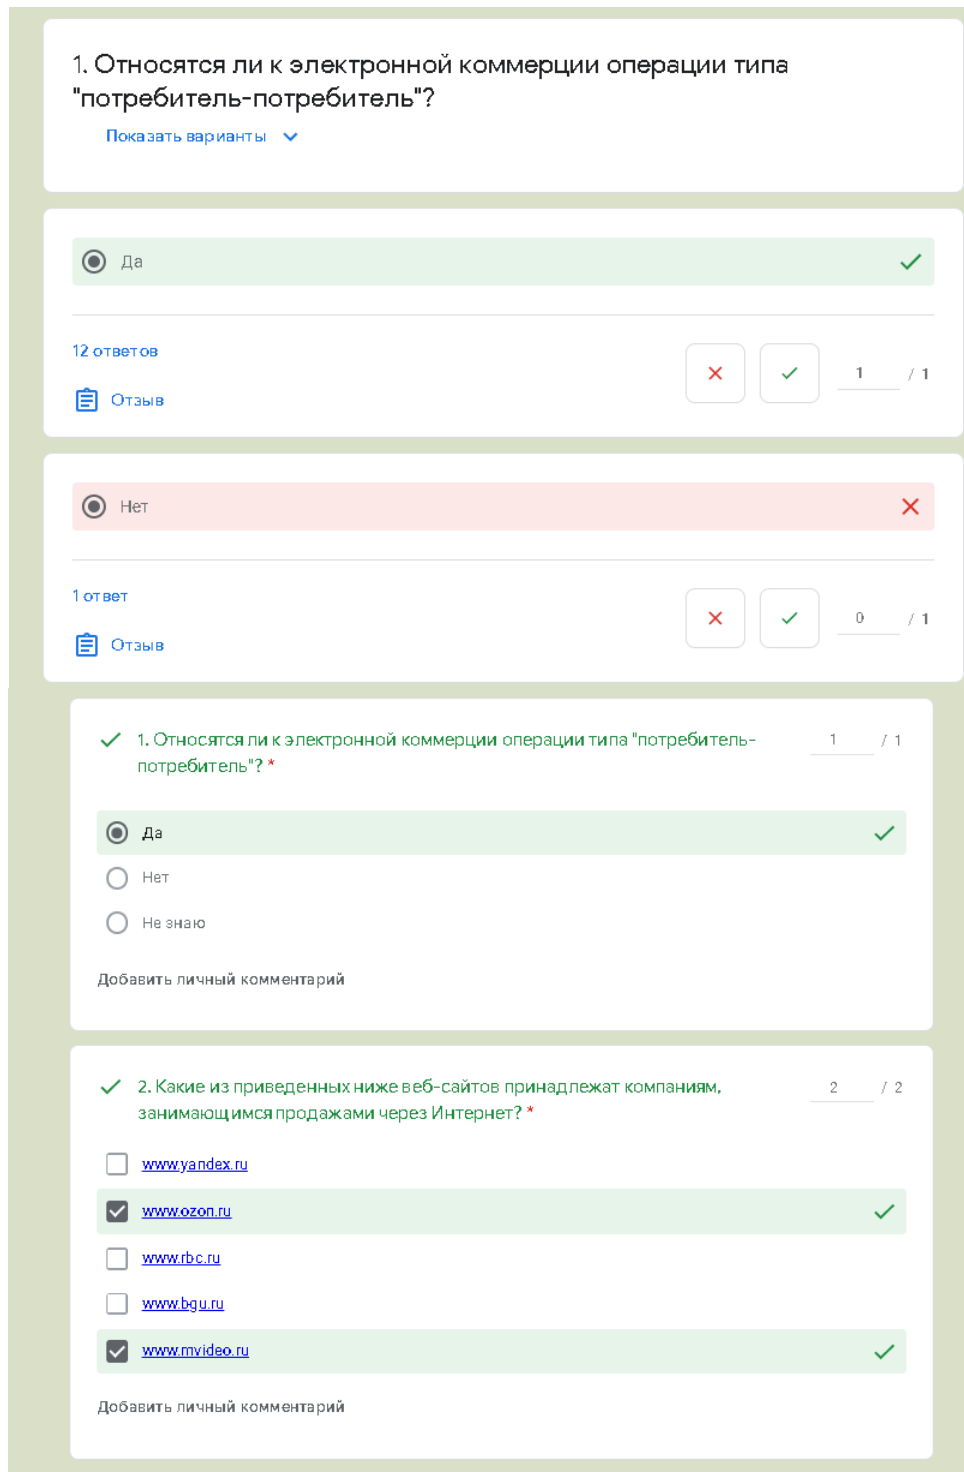 1. Относятся ли к электронной коммерции операции типа
"потребитель-потребитель"?
Показать варианты
Да
12 ответов
1 / 1
Отзыв
Нет
1 ответ
0 / 1
Отзыв
1. Относятся ли к электронной коммерции операции типа "потребитель-
потребитель"? *
1 / 1
Да
Нет
Не знаю
Добавить личный комментарий
2. Какие из приведенных ниже веб-сайтов принадлежат компаниям,
занимающимся продажами через Интернет? *
2 / 2
www.yandex.ru
www.ozon.ru
www.rbc.ru
www.bgu.ru
www.mvideo.ru
Добавить личный комментарий